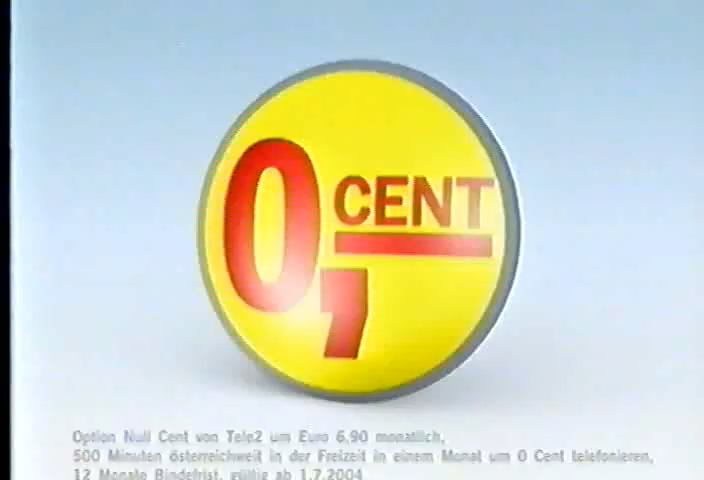 0,
CENT
Option Null Cent von Tele2 um Euro 6,90 monatlich,
500 Minuten österreichweit in der Freizeit in einem Monat um 0 Cent telefonieren,
12 Monate Bindefrist, gültig ab 1.7.2004